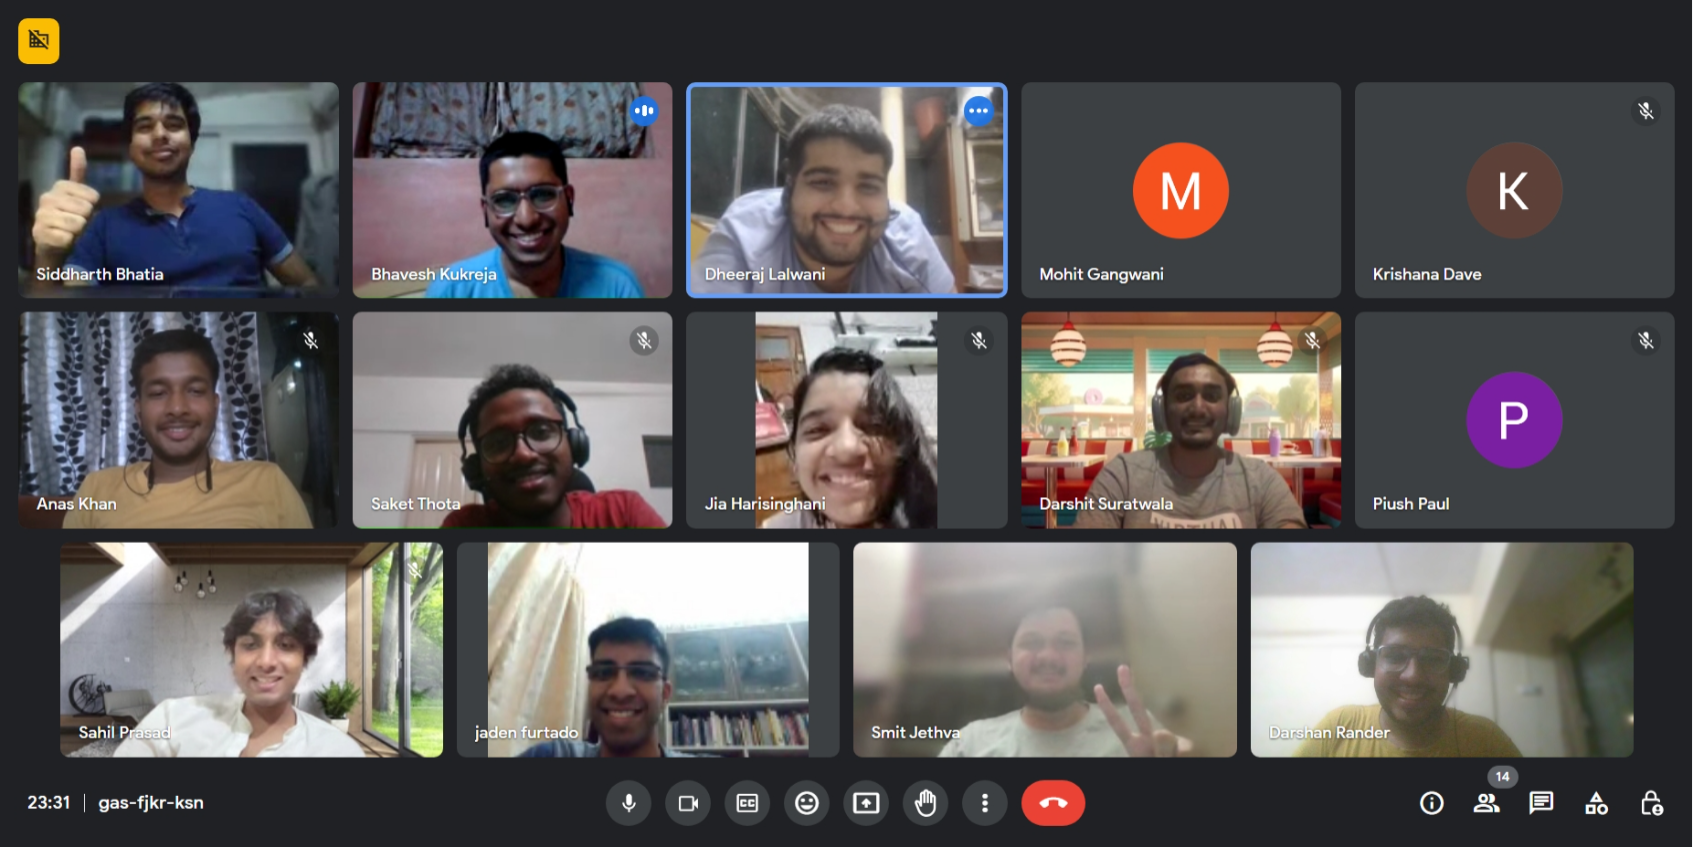 Siddharth Bhatia
Bhavesh Kukreja
Dheeraj Lalwani
M
Mohit Gangwani
K
Krishana Dave
Anas Khan
Saket Thota
Jia Harisinghani
Darshit Suratwala
P
Piush Paul
Sahil Prasad
jaden furtado
Smit Jethva
Darshan Rander
23:31 | gas-fjkr-ksn
CC
14